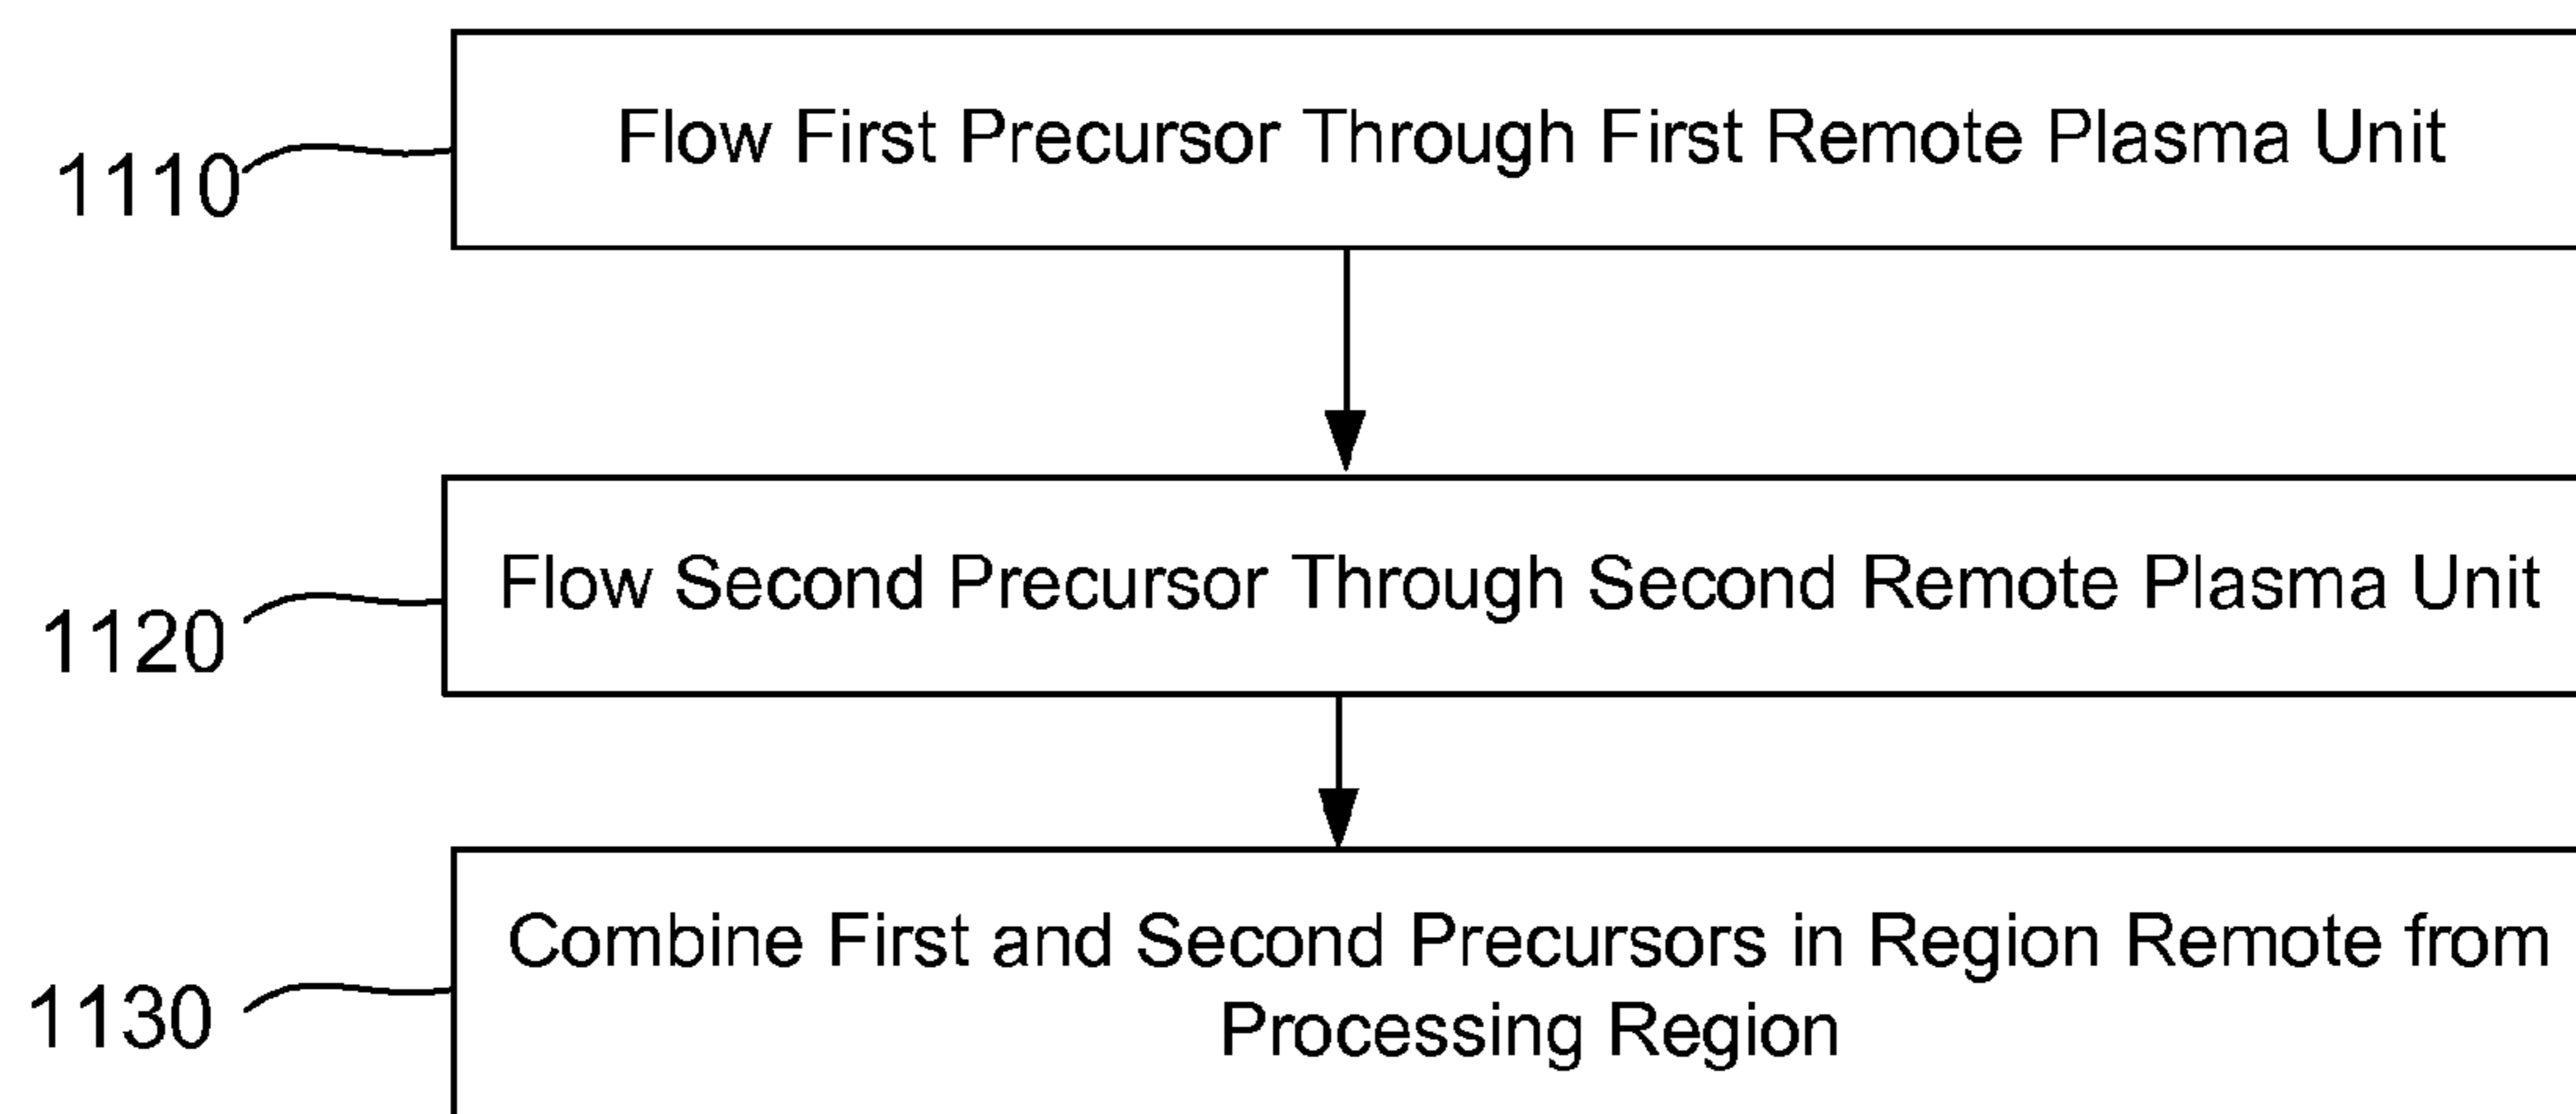 Flow First Precursor Through First Remote Plasma Unit
1110
Flow Second Precursor Through Second Remote Plasma Unit
1120
Combine First and Second Precursors in Region Remote from
Processing Region
1130